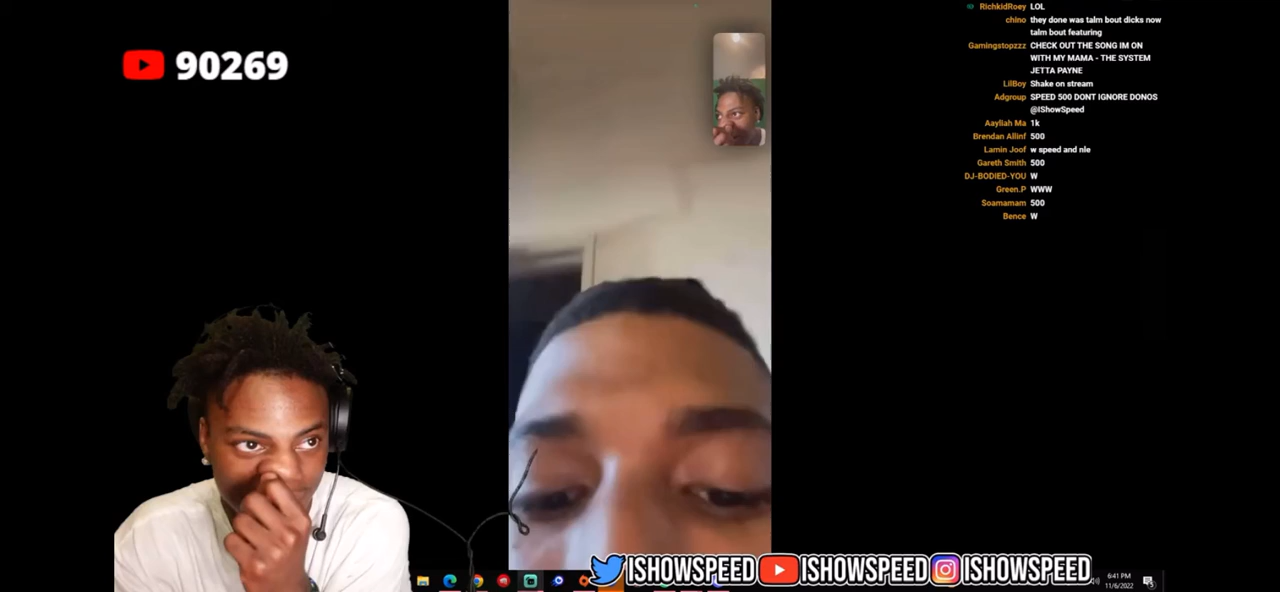 90269
RichkidRoey LOL
chino they done was talm bout dicks now
talm bout featuring
Gamingstopzzz CHECK OUT THE SONG IM ON
WITH MY MAMA - THE SYSTEM
JETTA PAYNE
LilBoy Shake on stream
Adgroup SPEED 500 DONT IGNORE DONOS
@IShowSpeed
Aayliah Ma 1k
Brendan Allinf 500
Lamin Joof w speed and nle
Gareth Smith 500
DJ-BODIED-YOU W
Green.P WWW
Soamamam 500
Bence W
ISHOWSPEED ISHOWSPEED ISHOWSPEED
6:41 PM
11/6/2022